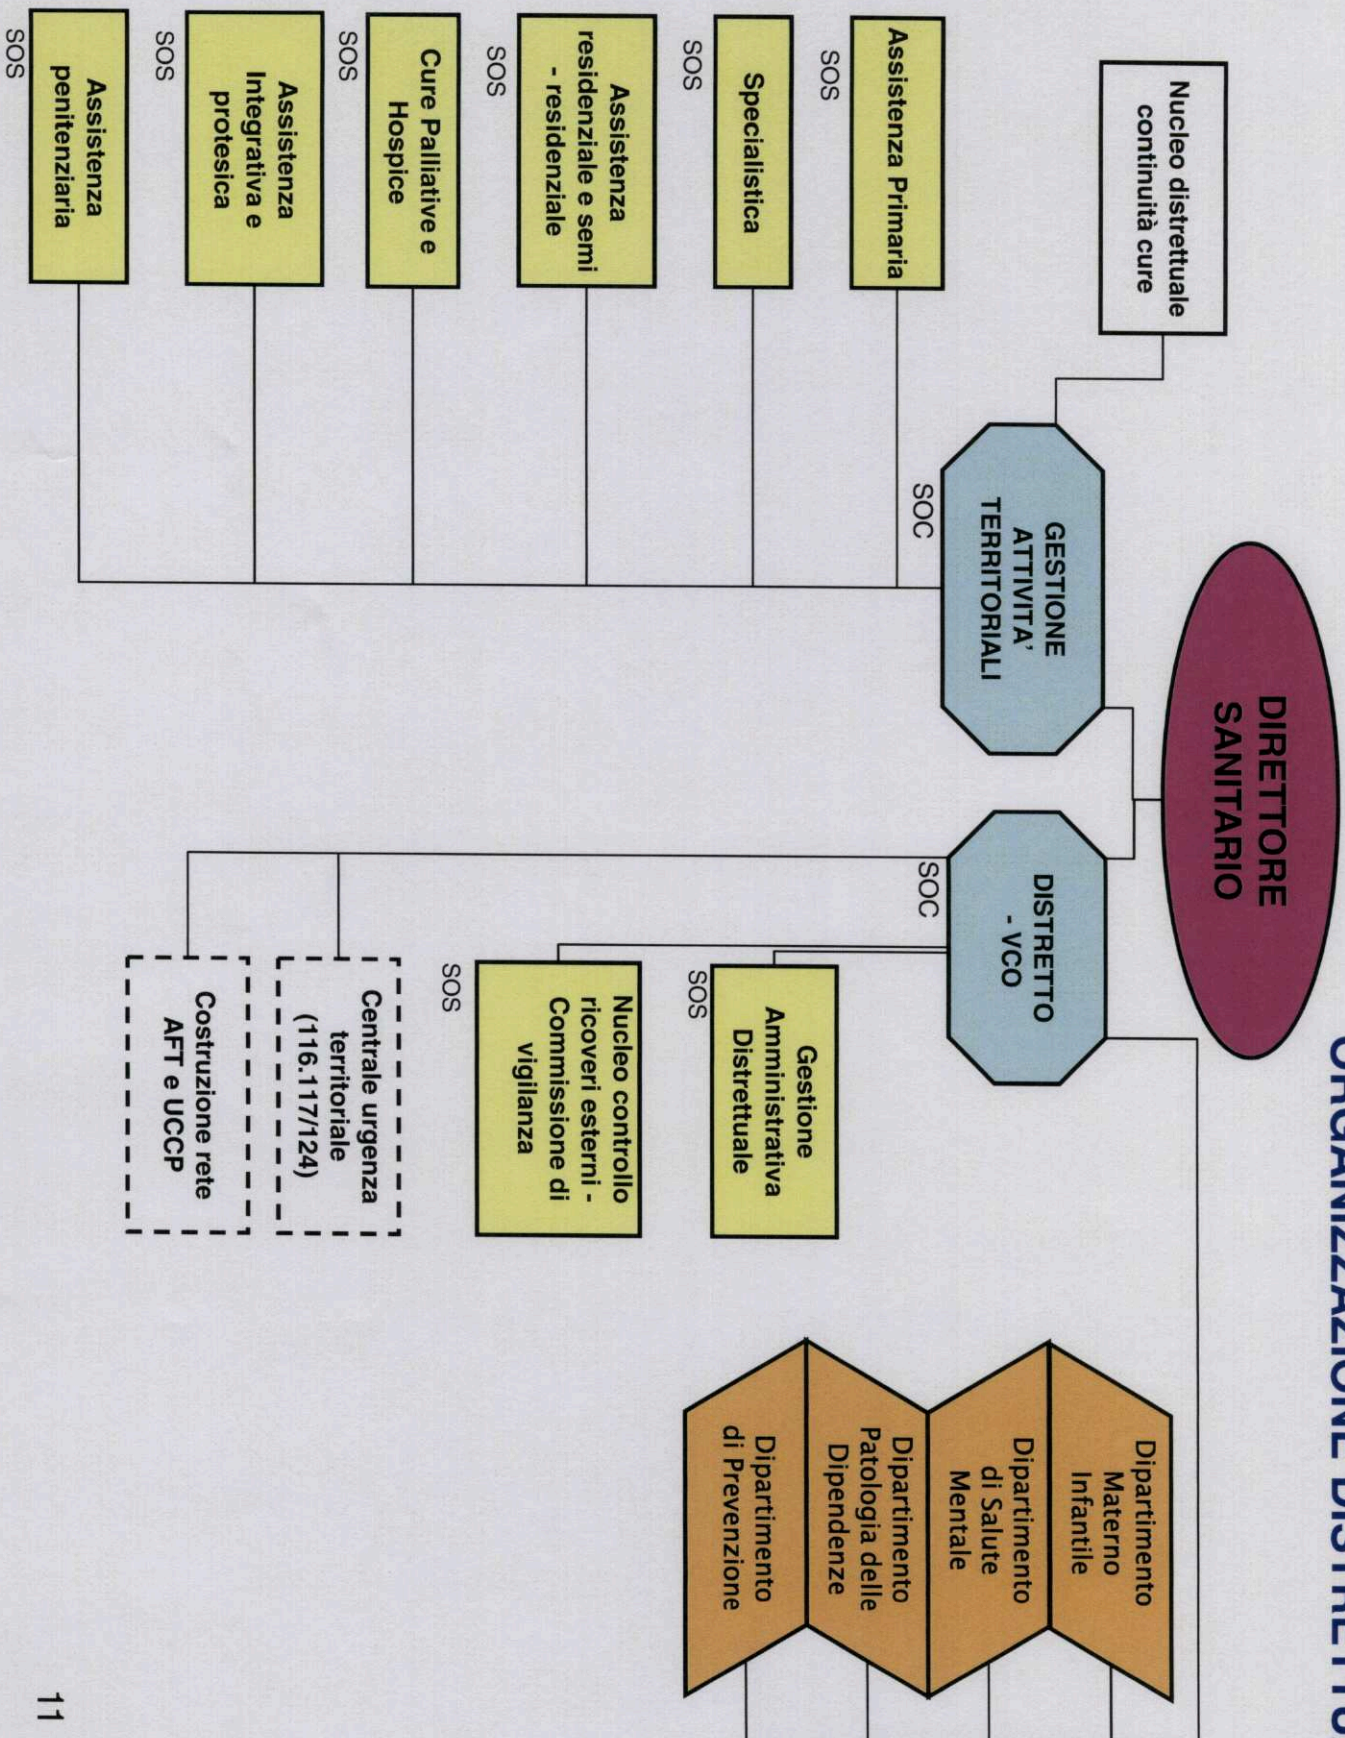 ORGANIZZAZIONE DISTRETTO
DIRETTORE
SANITARIO
Nucleo distrettuale
continuità cure
GESTIONE
ATTIVITA'
TERRITORIALI
SOC
DISTRETTO
- VCO
SOC
Assistenza Primaria
SOS
Specialistica
SOS
Assistenza
residenziale e semi
- residenziale
SOS
Cure Palliative e
Hospice
SOS
Assistenza
Integrativa e
protesica
SOS
Assistenza
penitenziaria
SOS
Gestione
Amministrativa
Distrettuale
SOS
Nucleo controllo
ricoveri esterni -
Commissione di
vigilanza
SOS
Centrale urgenza
territoriale
(116.117/124)
Costruzione rete
AFT e UCCP
Dipartimento
Materno
Infantile
Dipartimento
di Salute
Mentale
Dipartimento
Patologia delle
Dipendenze
Dipartimento
di Prevenzione
11